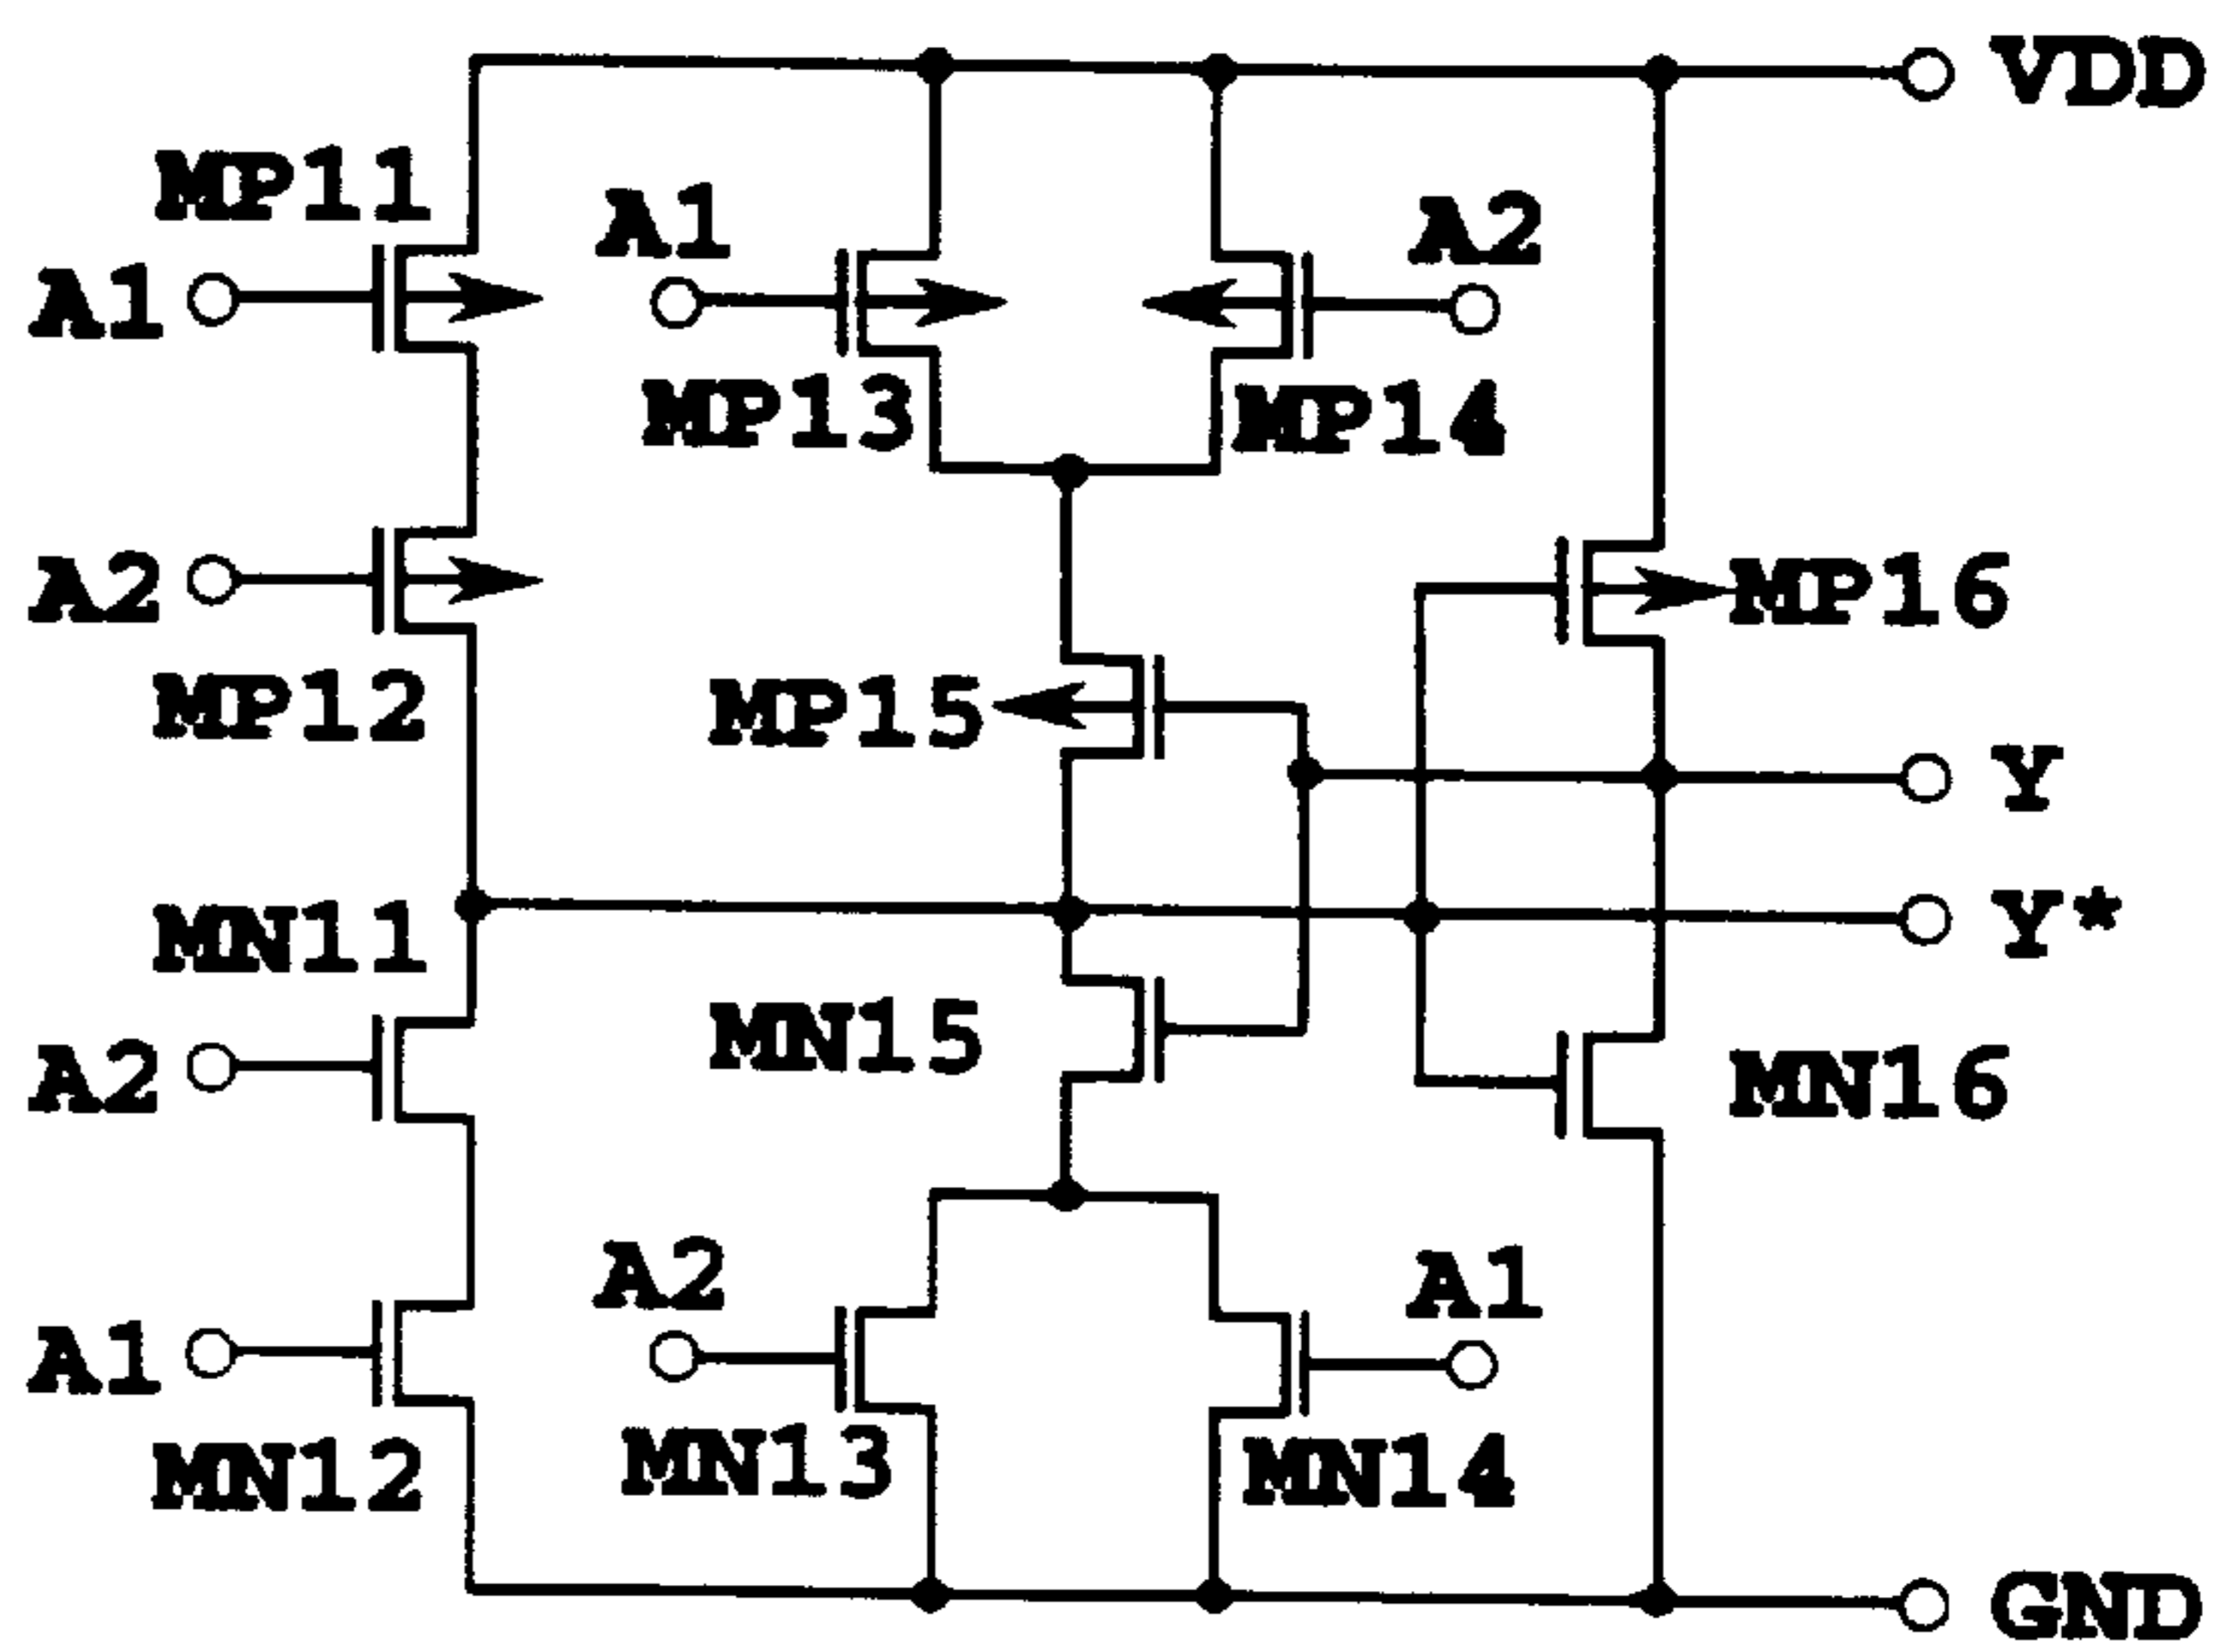 VDD
MP11
A1
A2
A1
MP13
MP14
A2
MP16
MP12
MP15
Y
Y*
MN11
MN15
A2
MN16
A2
A1
A1
MN13
MN14
MN12
GND